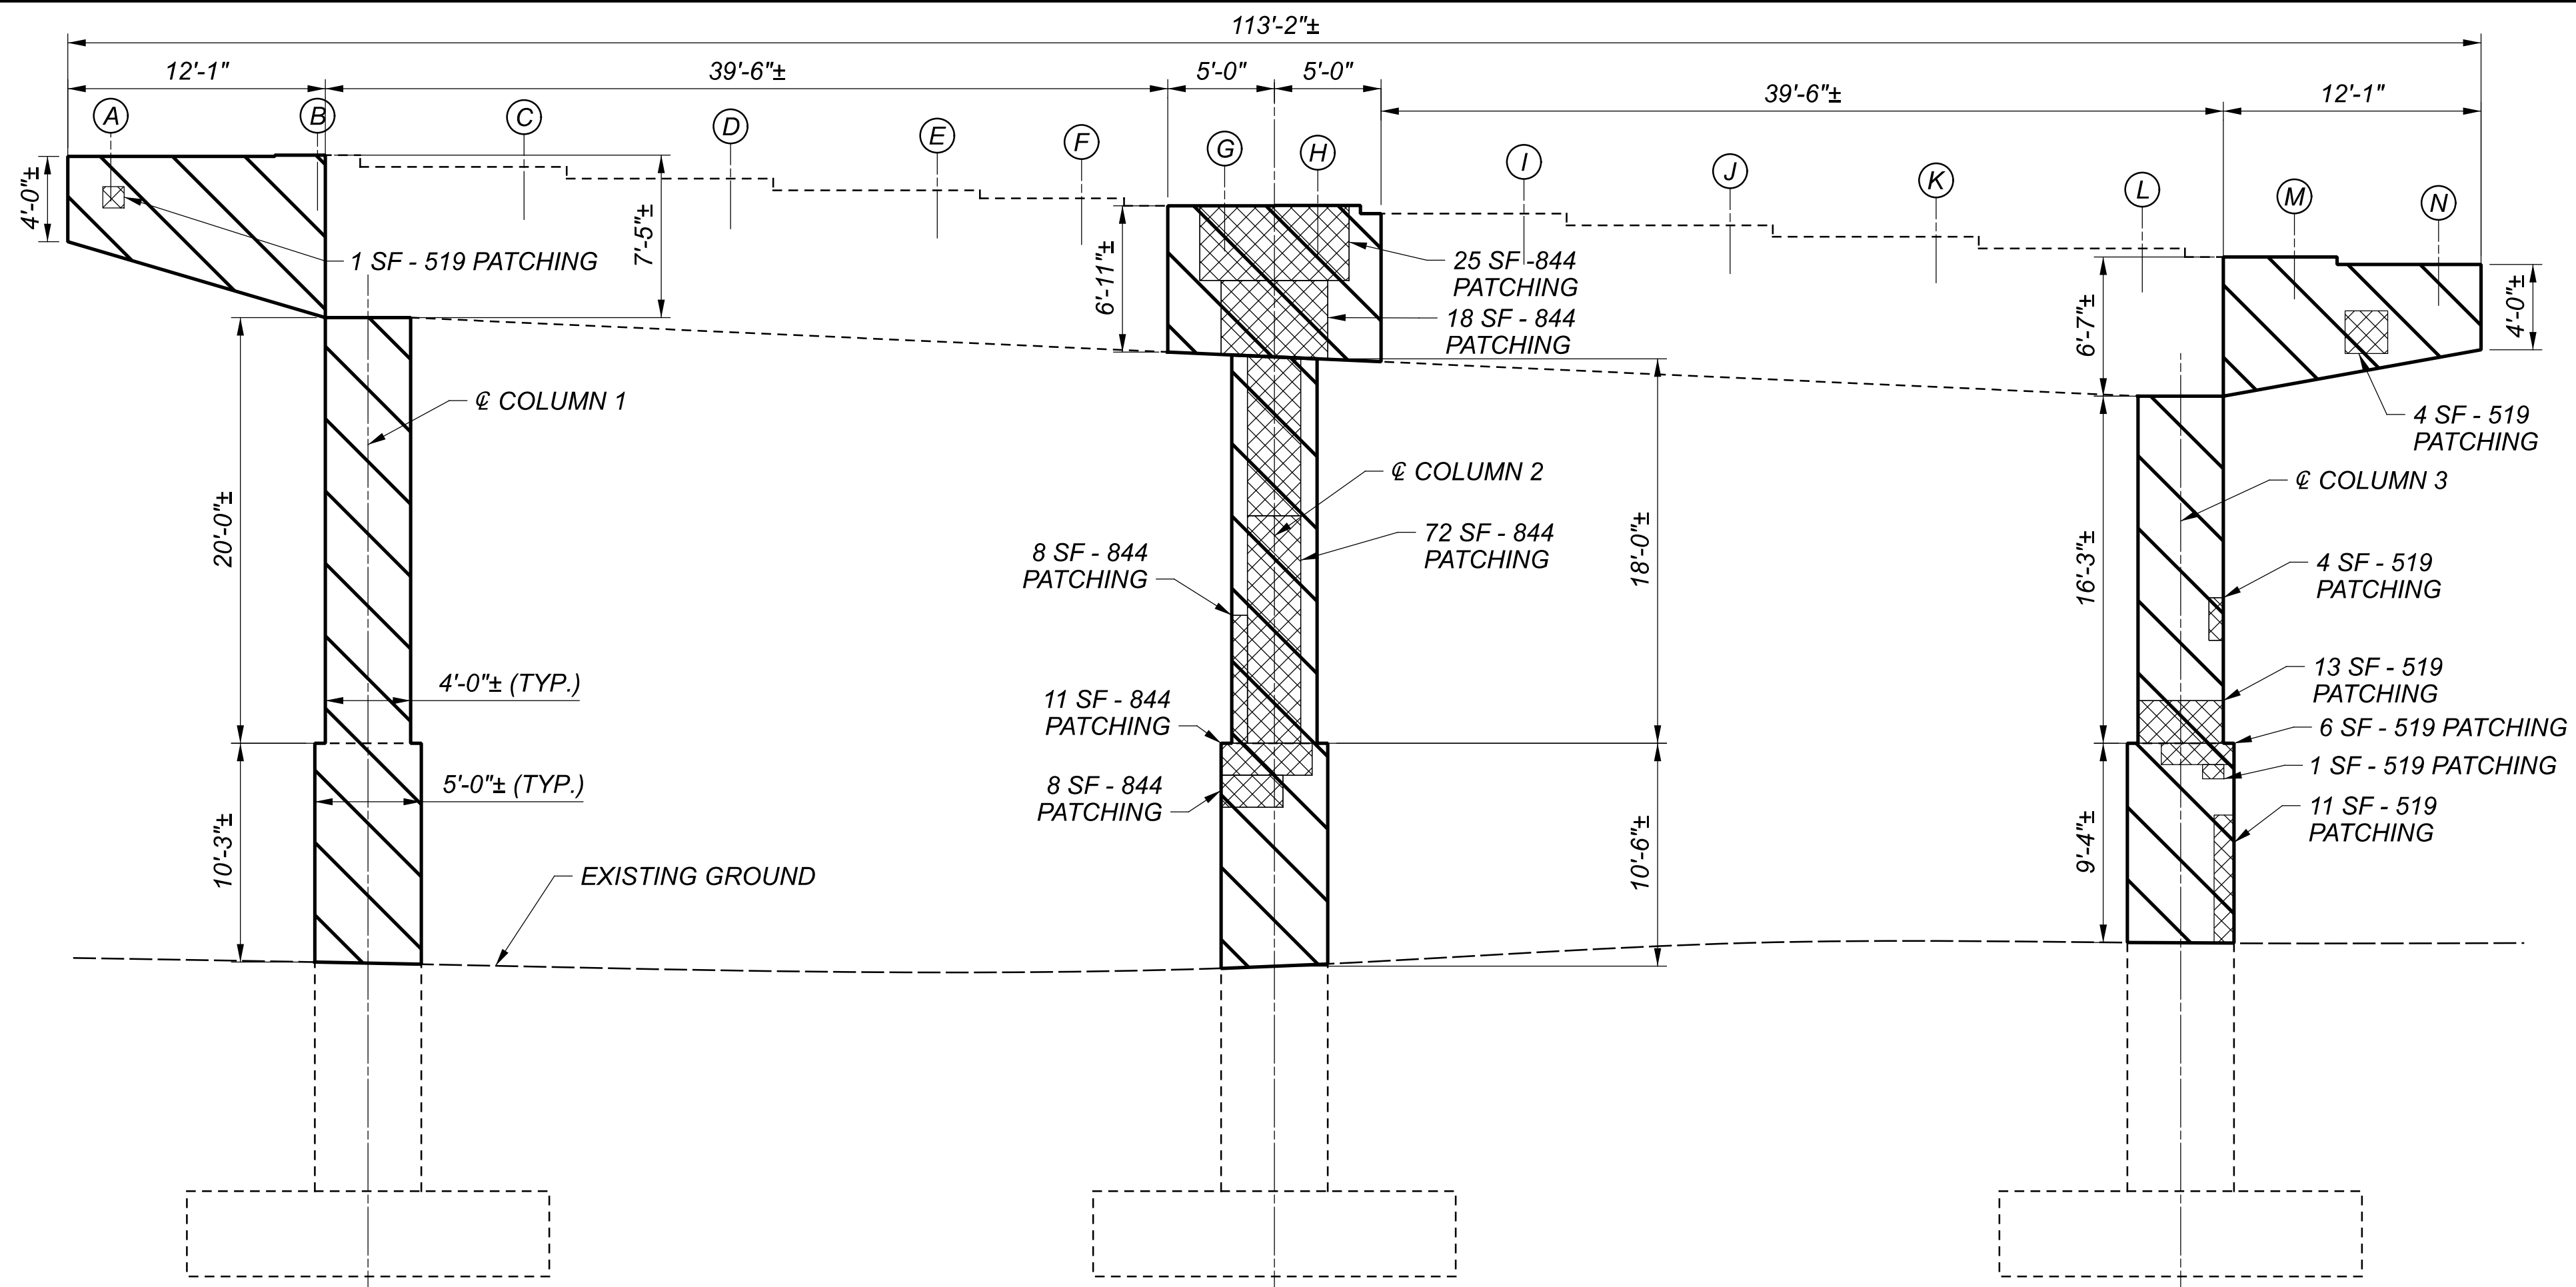 113'-2"±
12'-1"
39'-6"±
5'-0"
5'-0"
39'-6"±
12'-1"
A
B
C
D
E
F
G
H
I
J
K
L
M
N
4'-0"±
7'-5"±
1 SF - 519 PATCHING
6'-11"±
25 SF -844
PATCHING
18 SF - 844
PATCHING
6'-7"±
4'-0"±
4 SF - 519
PATCHING
℄ COLUMN 1
℄ COLUMN 2
℄ COLUMN 3
20'-0"±
8 SF - 844
PATCHING
72 SF - 844
PATCHING
18'-0"±
16'-3"±
4 SF - 519
PATCHING
4'-0"± (TYP.)
11 SF - 844
PATCHING
13 SF - 519
PATCHING
6 SF - 519 PATCHING
5'-0"± (TYP.)
8 SF - 844
PATCHING
1 SF - 519 PATCHING
11 SF - 519
PATCHING
10'-3"±
10'-6"±
9'-4"±
EXISTING GROUND